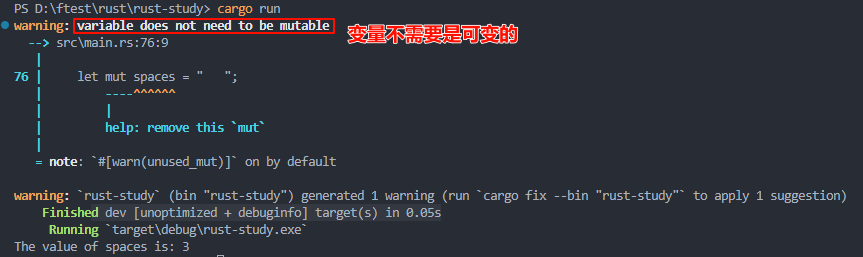 PS D:\ftest\rust\rust-study> cargo run
warning: variable does not need to be mutable
变量不需要是可变的
--> src\main.rs:76:9
|
76 |     let mut spaces = "   ";
|         ----^^^^^^
|         |
|         help: remove this `mut`
|
= note: `#[warn(unused_mut)]` on by default
warning: `rust-study` (bin "rust-study") generated 1 warning (run `cargo fix --bin "rust-study"` to apply 1 suggestion)
Finished dev [unoptimized + debuginfo] target(s) in 0.05s
Running `target\debug\rust-study.exe`
The value of spaces is: 3